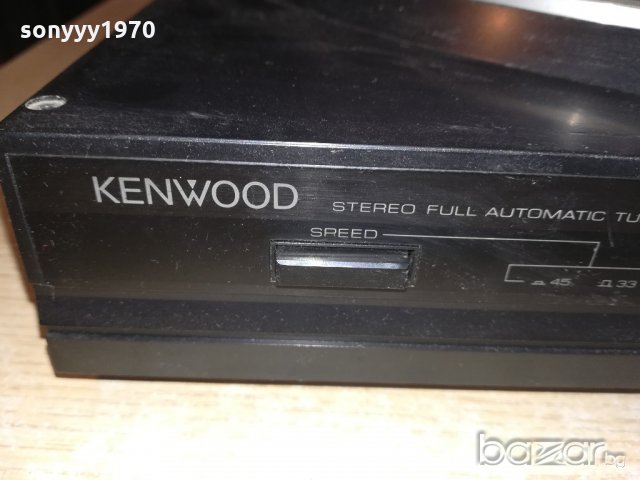 sonyyy1970
KENWOOD STEREO FULL AUTOMATIC TU
SPEED
45 33
bazar.bg